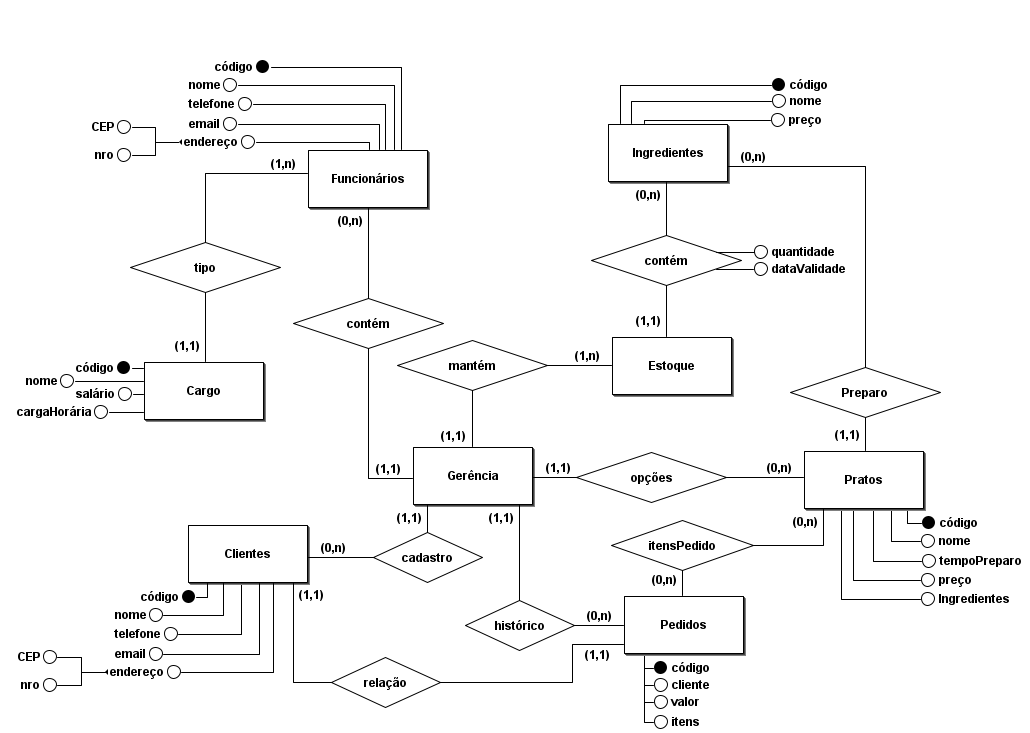 código
nome
telefone
email
endereço
CEP
nro
(1,n)
Funcionários
(0,n)
código
nome
preço
Ingredientes
(0,n)
(0,n)
tipo
contém
contém
quantidade
dataValidade
(1,1)
(1,1)
código
nome
salário
cargaHorária
Cargo
mantém
(1,n)
Estoque
Preparo
(1,1)
(1,1)
(1,1)
Gerência
(1,1)
opções
(0,n)
Pratos
(1,1)
(1,1)
(0,n)
código
nome
tempoPreparo
preço
Ingredientes
itensPedido
(0,n)
Clientes
(0,n)
cadastro
(1,1)
código
nome
telefone
email
endereço
CEP
nro
histórico
(0,n)
Pedidos
(1,1)
relação
código
cliente
valor
itens